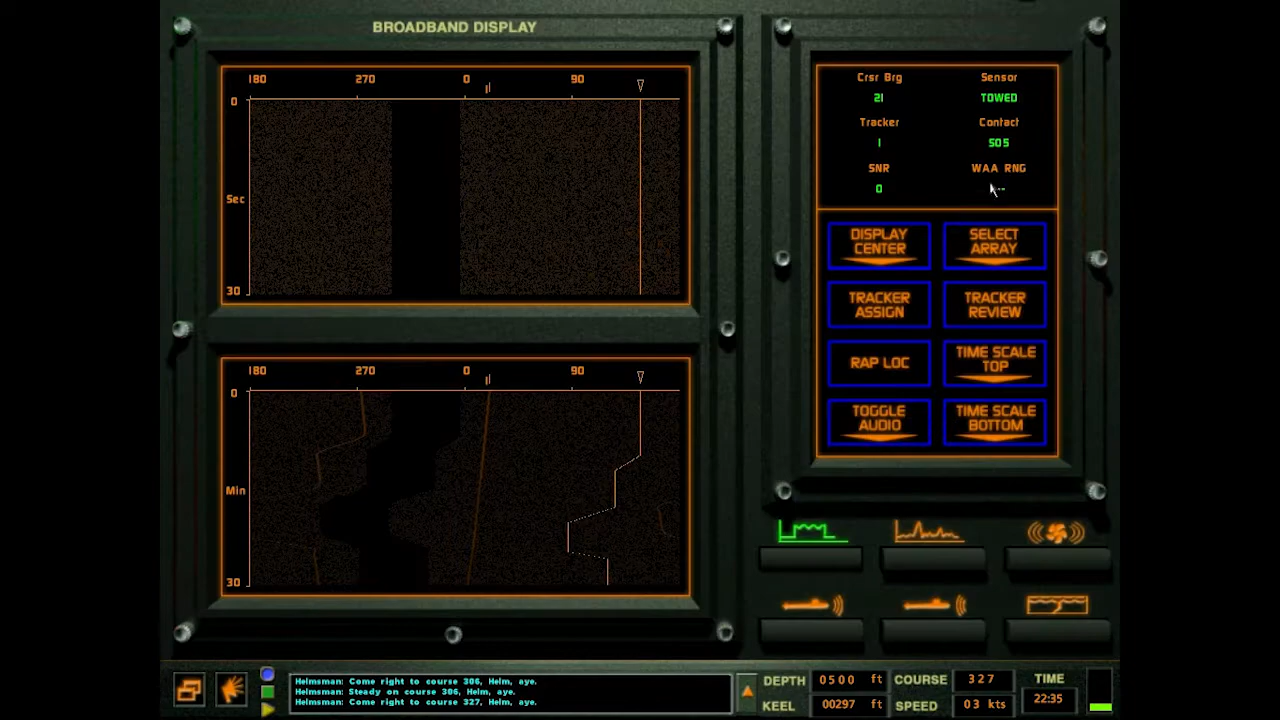 BROADBAND DISPLAY
180 270 0 90
0
Sec
30
180 270 0 90
0
Min
30
Crsr Brg Sensor
21 TOWED
Tracker Contact
1 S05
SNR WAA RNG
0 ---
DISPLAY CENTER
SELECT ARRAY
TRACKER ASSIGN
TRACKER REVIEW
RAP LOC
TIME SCALE TOP
TOGGLE AUDIO
TIME SCALE BOTTOM
Helmsman: Come right to course 306, Helm, aye.
Helmsman: Steady on course 306, Helm, aye.
Helmsman: Come right to course 327, Helm, aye.
DEPTH 0500 ft COURSE 327 TIME
KEEL 00297 ft SPEED 03 kts 22:35